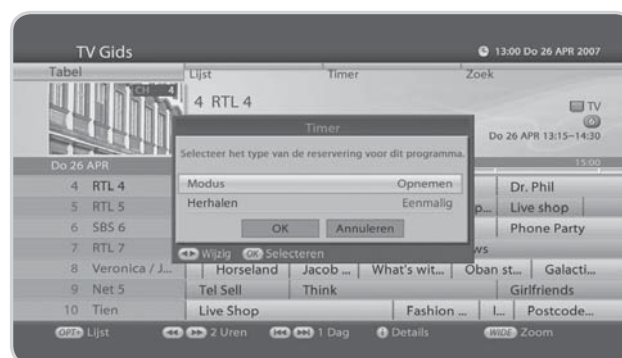 TV Gids 13:00 Do 26 APR 2007
Tabel Lijst Timer Zoek
CH 4
4 RTL 4
TV
6
Do 26 APR 13:15–14:30
Timer
Selecteer het type van de reservering voor dit programma.
Modus Opnemen
Herhalen Eenmalig
OK Annuleren
Wijzig OK Selecteren
Do 26 APR 15:00
4 RTL 4 Dr. Phil
5 RTL 5 p... Live shop
6 SBS 6 Phone Party
7 RTL 7 ws
8 Veronica / J... Horseland Jacob ... What's wit... Oban st... Galacti...
9 Net 5 Tel Sell Think Girlfriends
10 Tien Live Shop Fashion ... I... Postcode...
OPT+ Lijst 2 Uren 1 Dag Details WIDE Zoom